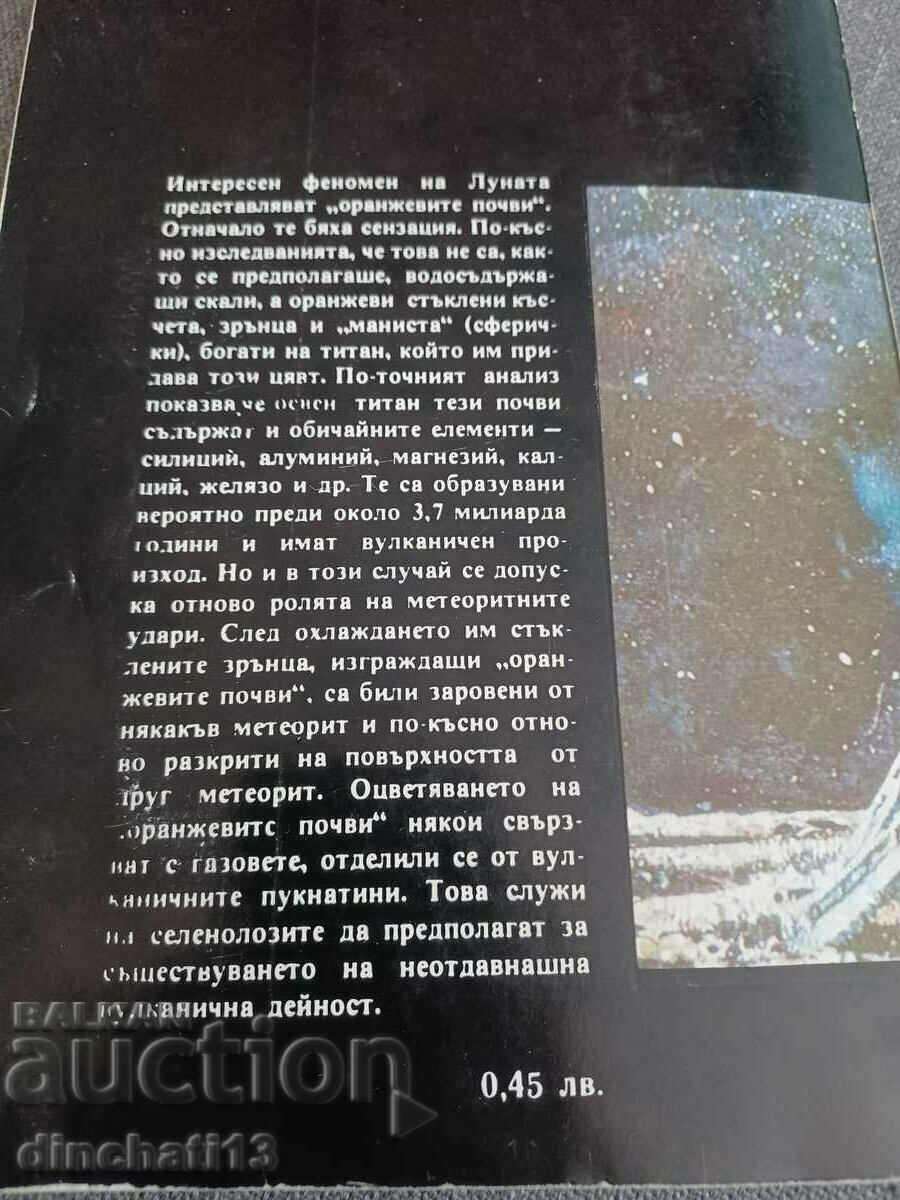 Интересен феномен на Луната
представляват „оранжевите почви“.
Отначало те бяха сензация. По-къс-
но изследванията, че това не са, как-
то се предполагаше, водосъдържа-
щи скали, а оранжеви стъклени къс-
чета, зрънца и „маниста“ (сферич-
ки), богати на титан, който им при-
дава този цвят. По-точният анализ
показва, че освен титан тези почви
съдържат и обичайните елементи —
силиций, алуминий, магнезий, кал-
ций, желязо и др. Те са образувани
вероятно преди около 3,7 милиарда
години и имат вулканичен про-
изход. Но и в този случай се допус-
ка отново ролята на метеоритните
удари. След охлаждането им стък-
лените зрънца, изграждащи „оран-
жевите почви“, са били заровени от
някакъв метеорит и по-късно отно-
во разкрити на повърхността от
друг метеорит. Оцветяването на
„оранжевите почви“ някои свърз-
ват с газовете, отделили се от вул-
каничните пукнатини. Това служи
на селенолозите да предполагат за
съществуването на неотдавнашна
вулканична дейност.
0,45 лв.
BALKAN
auction
dinchati13